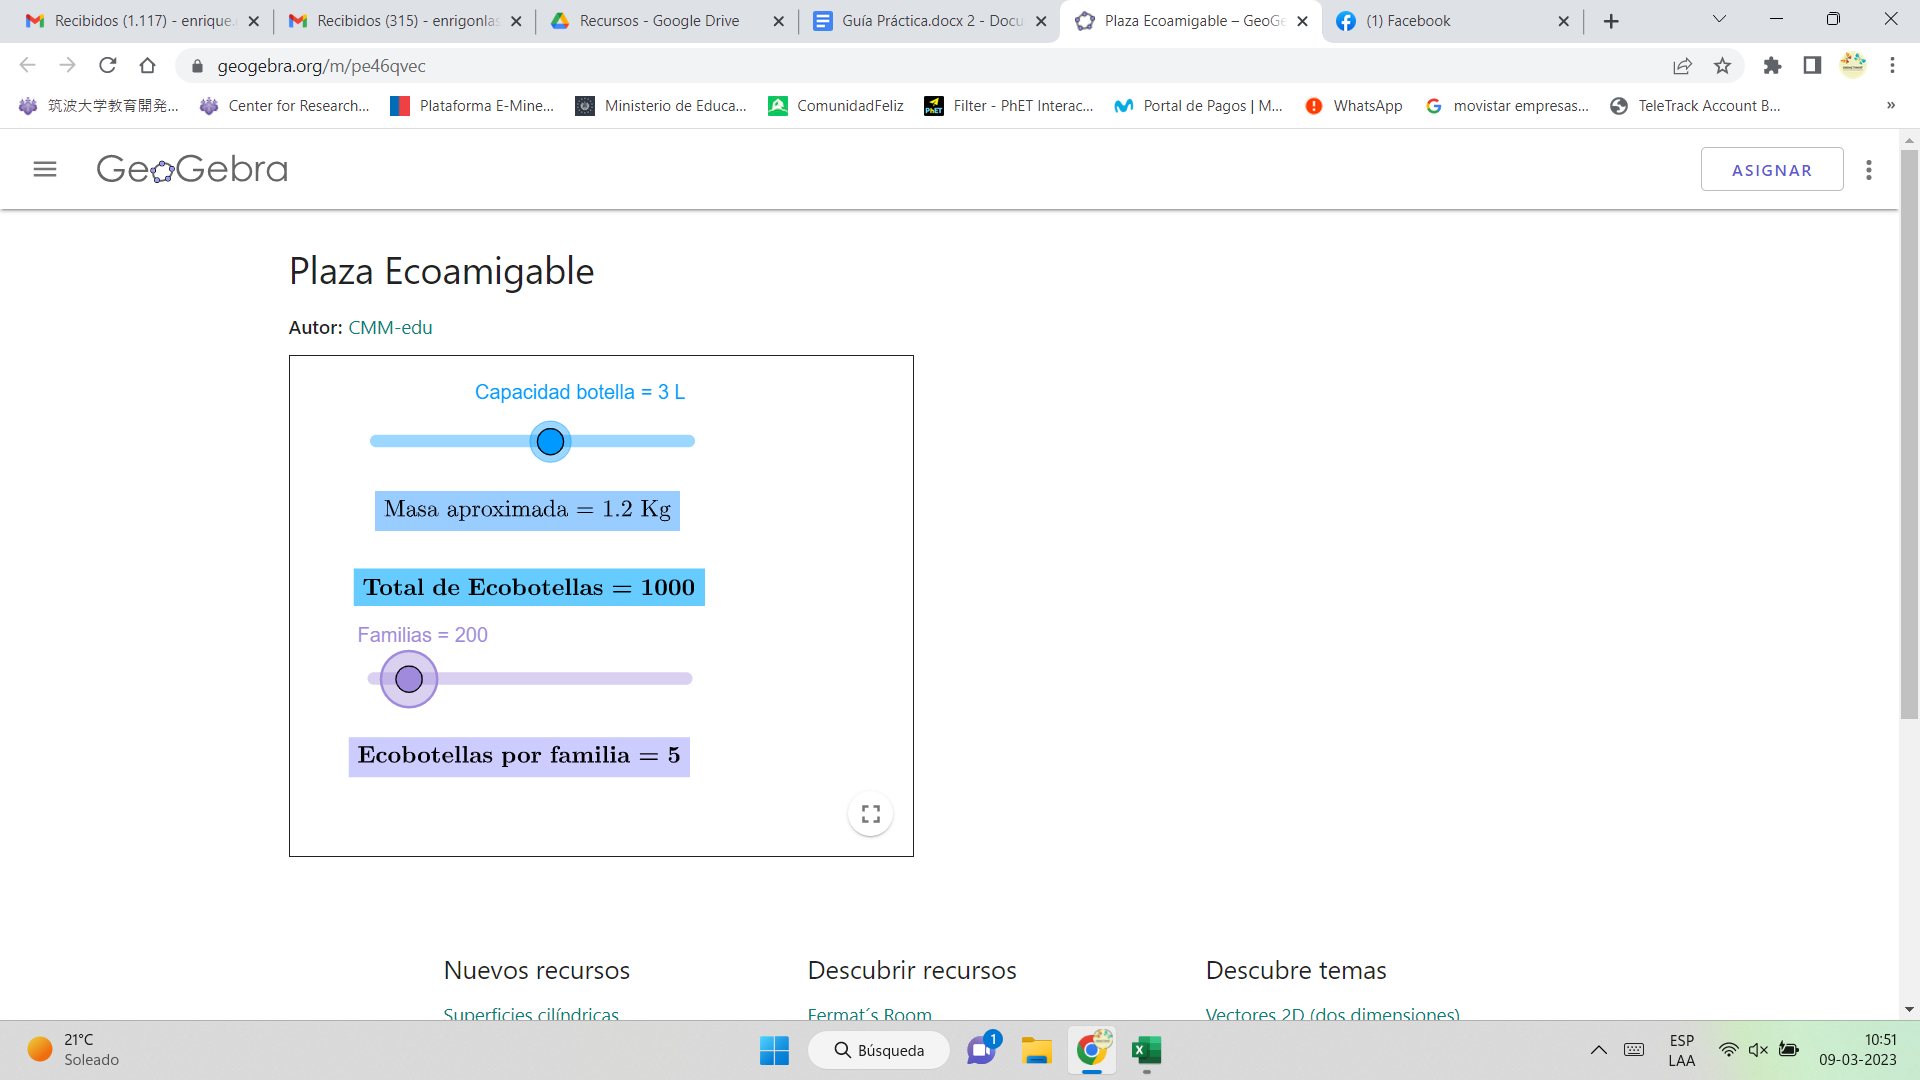 Recibidos (1.117) - enrique.
Recibidos (315) - enrigonlas
Recursos - Google Drive
Guía Práctica.docx 2 - Docu
Plaza Ecoamigable – GeoGe
(1) Facebook
geogebra.org/m/pe46qvec
筑波大学教育開発...
Center for Research...
Plataforma E-Mine...
Ministerio de Educa...
ComunidadFeliz
PhET
Filter - PhET Interac...
Portal de Pagos | M...
WhatsApp
movistar empresas...
TeleTrack Account B...
»
GeoGebra
ASIGNAR
Plaza Ecoamigable
Autor: CMM-edu
Capacidad botella = 3 L
Masa aproximada = 1.2 Kg
Total de Ecobotellas = 1000
Familias = 200
Ecobotellas por familia = 5
Nuevos recursos
Descubrir recursos
Descubre temas
Superficies cilíndricas
Fermat´s Room
Vectores 2D (dos dimensiones)
21°C
Soleado
Búsqueda
1
ESP
LAA
10:51
09-03-2023